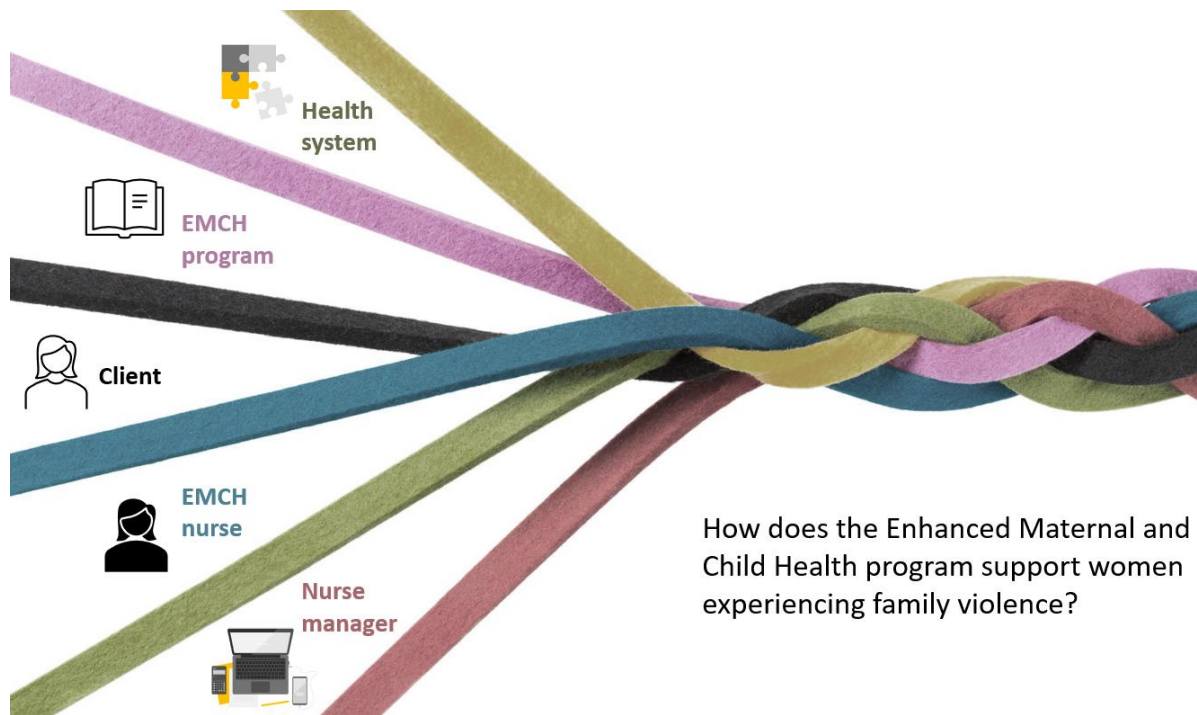 Health
system
EMCH
program
Client
EMCH
nurse
Nurse
manager
How does the Enhanced Maternal and
Child Health program support women
experiencing family violence?